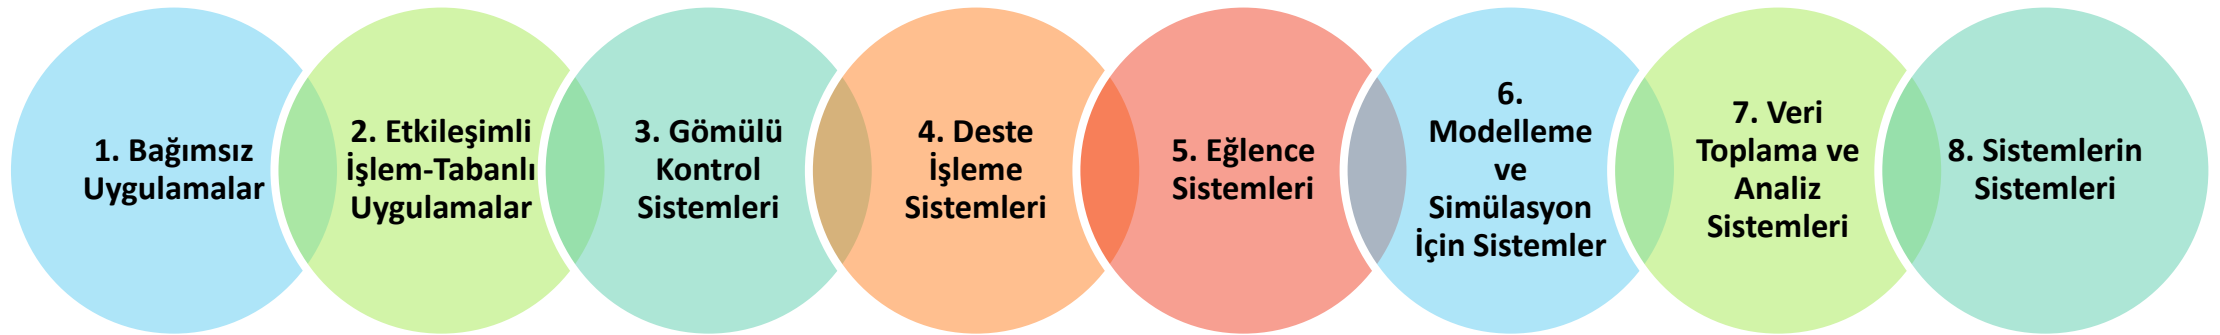 1. Bağımsız
Uygulamalar
2. Etkileşimli
İşlem-Tabanlı
Uygulamalar
3. Gömülü
Kontrol
Sistemleri
4. Deste
İşleme
Sistemleri
5. Eğlence
Sistemleri
6.
Modelleme
ve
Simülasyon
İçin Sistemler
7. Veri
Toplama ve
Analiz
Sistemleri
8. Sistemlerin
Sistemleri